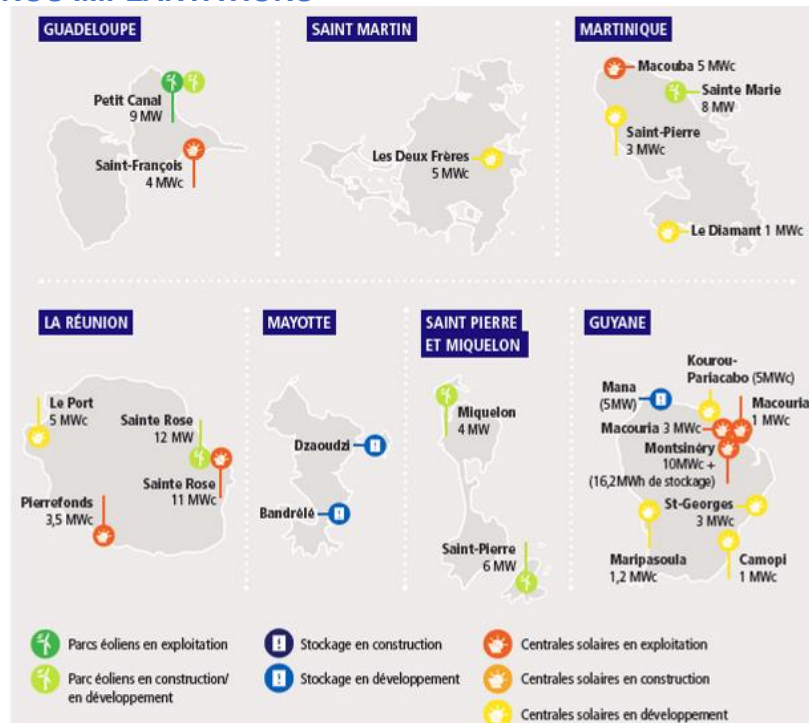 NOS IMPLANTATIONS
GUADELOUPE
Petit Canal
9 MW
Saint-François
4 MWc
SAINT MARTIN
Les Deux Frères
5 MWc
MARTINIQUE
Macouba 5 MWc
Sainte Marie
8 MW
Saint-Pierre
3 MWc
Le Diamant 1 MWc
LA RÉUNION
Le Port
5 MWc
Sainte Rose
12 MW
Sainte Rose
11 MWc
Pierrefonds
3,5 MWc
MAYOTTE
Dzaoudzi
Bandrélé
SAINT PIERRE
ET MIQUELON
Miquelon
4 MW
Saint-Pierre
6 MW
GUYANE
Kourou-
Pariacabo (5MWc)
Mana
(5MW)
Macouria
1 MWc
Macouria 3 MWc
Montsinéry
10MWc +
(16,2MWh de stockage)
St-Georges
3 MWc
Maripasoula
1,2 MWc
Camopi
1 MWc
Parcs éoliens en exploitation
Parc éoliens en construction/
en développement
Stockage en construction
Stockage en développement
Centrales solaires en exploitation
Centrales solaires en construction
Centrales solaires en développement